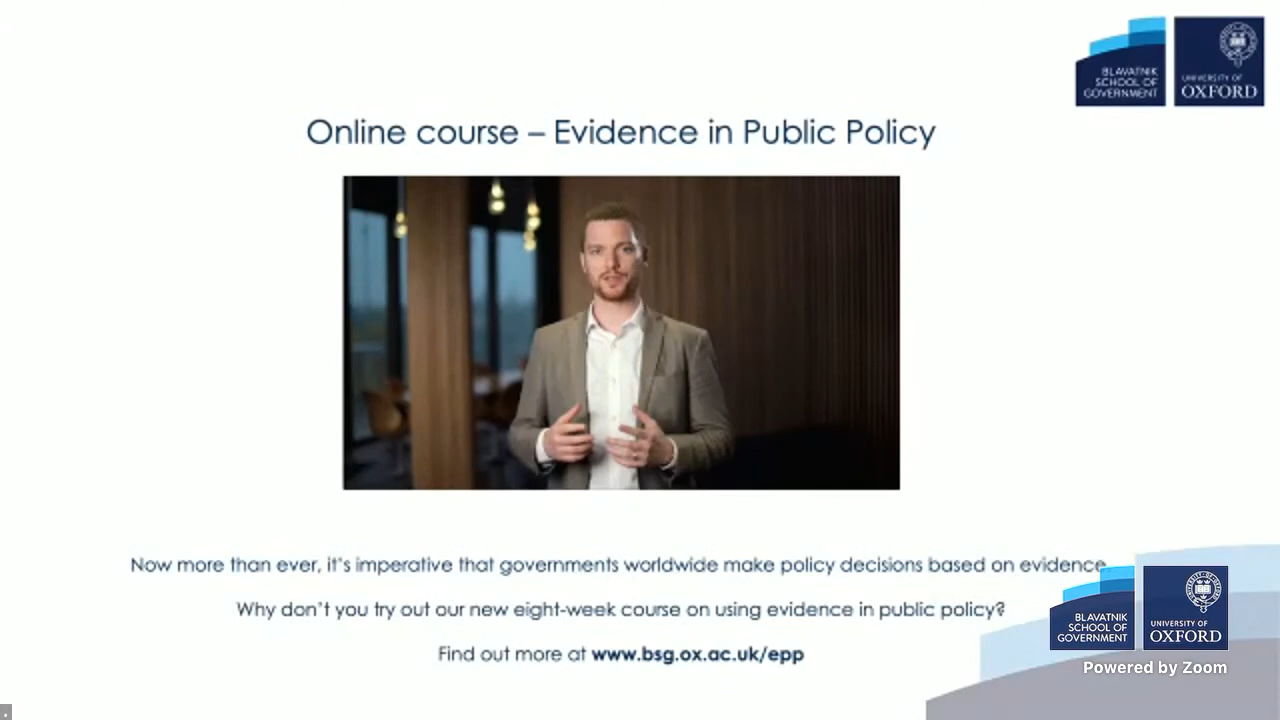 BLAVATNIK
SCHOOL OF
GOVERNMENT
UNIVERSITY OF
OXFORD
Online course – Evidence in Public Policy
Now more than ever, it's imperative that governments worldwide make policy decisions based on evidence
Why don't you try out our new eight-week course on using evidence in public policy?
Find out more at www.bsg.ox.ac.uk/epp
BLAVATNIK
SCHOOL OF
GOVERNMENT
UNIVERSITY OF
OXFORD
Powered by Zoom